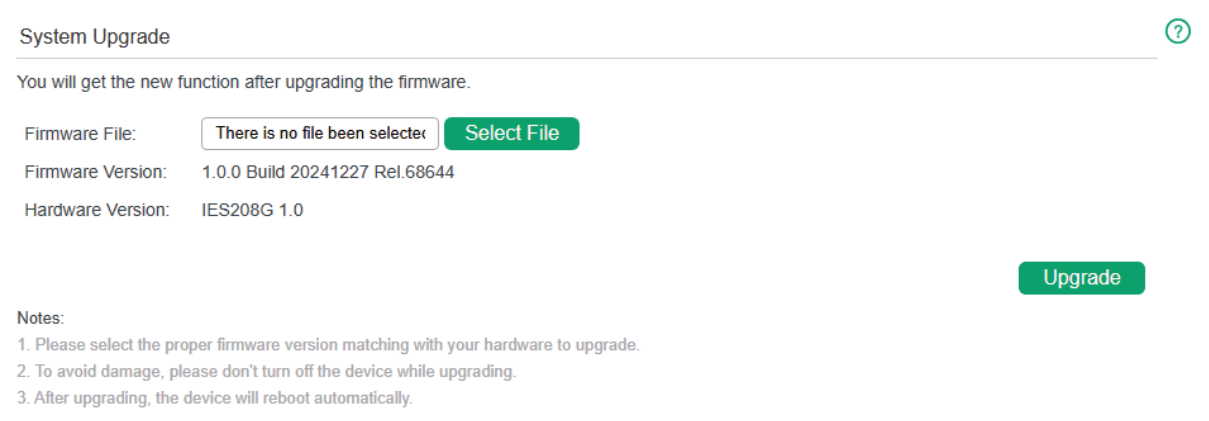 System Upgrade
?
You will get the new function after upgrading the firmware.
Firmware File: There is no file been selected Select File
Firmware Version: 1.0.0 Build 20241227 Rel.68644
Hardware Version: IES208G 1.0
Upgrade
Notes:
1. Please select the proper firmware version matching with your hardware to upgrade.
2. To avoid damage, please don't turn off the device while upgrading.
3. After upgrading, the device will reboot automatically.